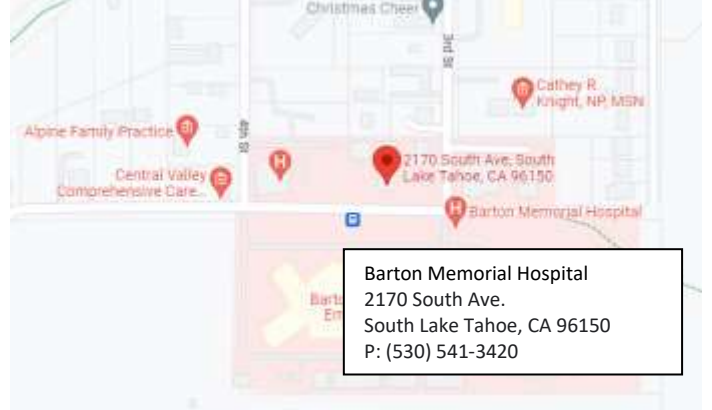 Christmas Cheer
3rd St
Cathey R.
Knight, NP, MSN
Alpine Family Practice
4th St
H
2170 South Ave, South
Lake Tahoe, CA 96150
Central Valley
Comprehensive Care...
H
Barton Memorial Hospital
Barto
Em
Barton Memorial Hospital
2170 South Ave.
South Lake Tahoe, CA 96150
P: (530) 541-3420